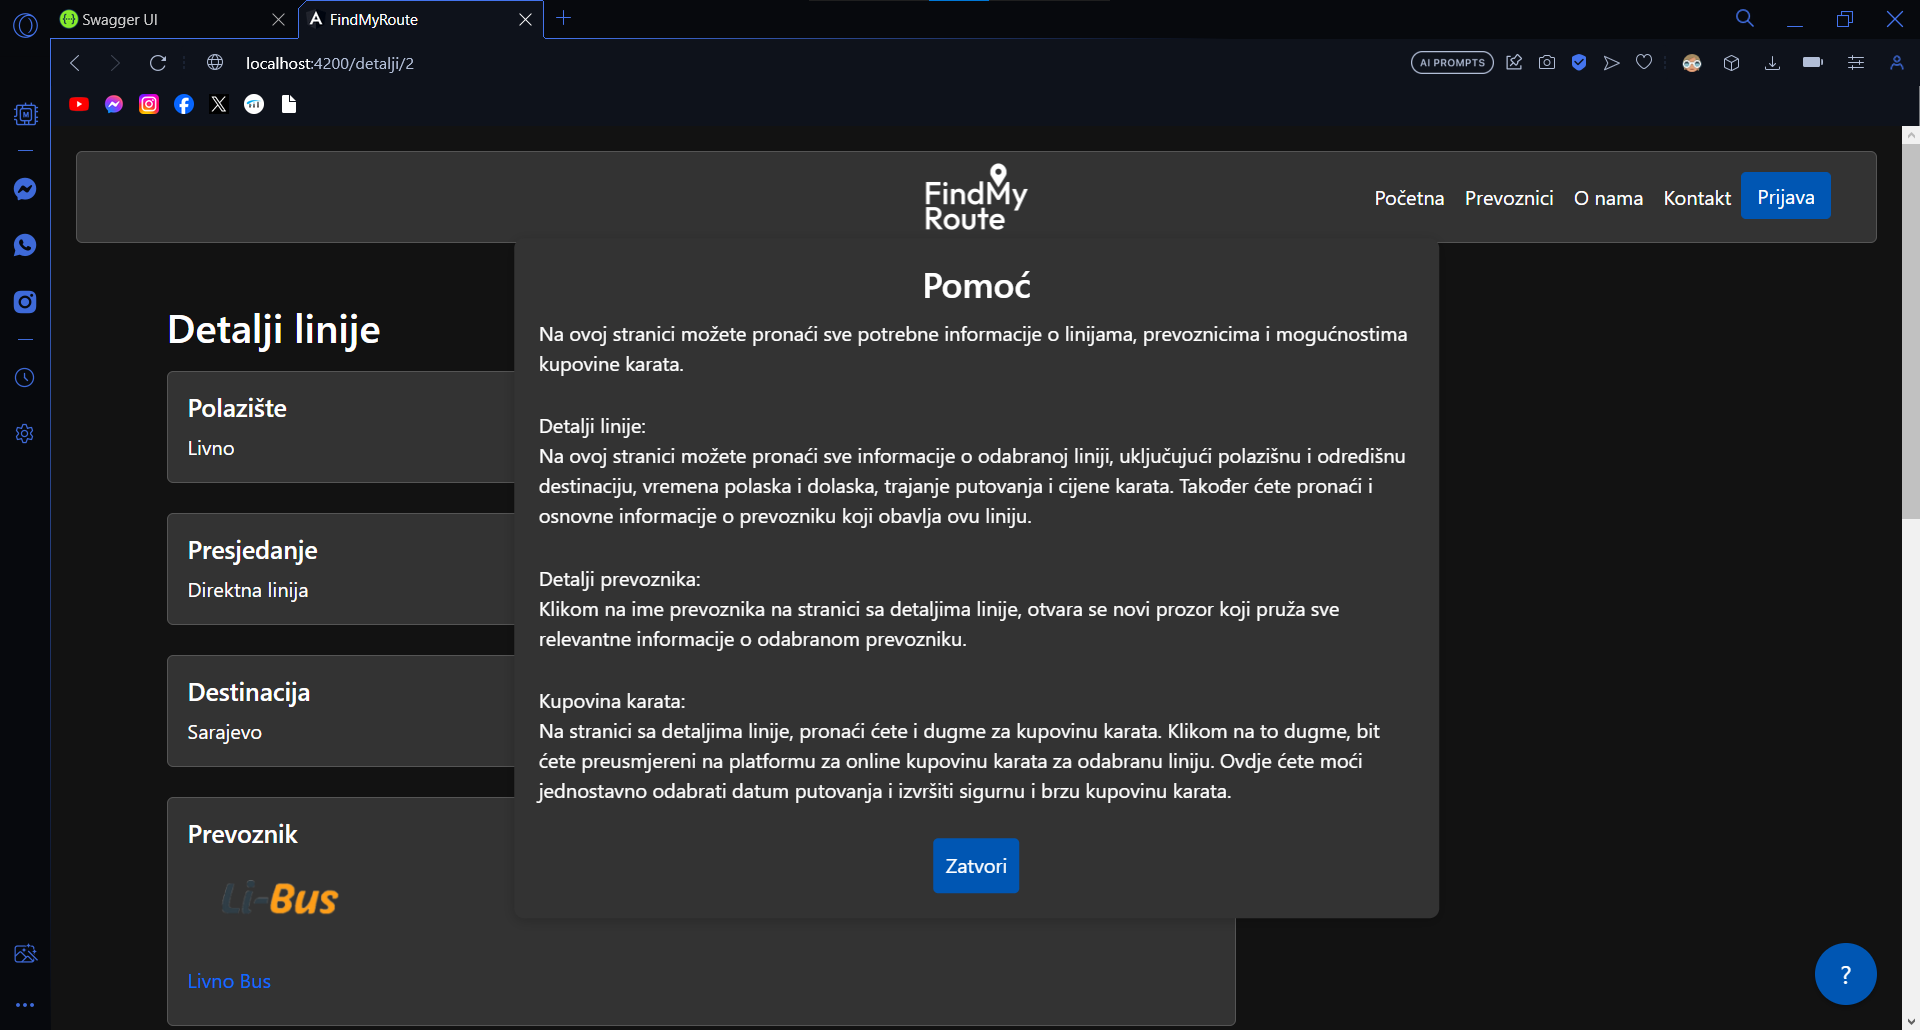 Swagger UI
FindMyRoute
localhost:4200/detalji/2
AI PROMPTS
FindMy
Route
Početna Prevoznici O nama Kontakt Prijava
Detalji linije
Polazište
Livno
Presjedanje
Direktna linija
Destinacija
Sarajevo
Prevoznik
Li-Bus
Livno Bus
Pomoć
Na ovoj stranici možete pronaći sve potrebne informacije o linijama, prevoznicima i mogućnostima
kupovine karata.
Detalji linije:
Na ovoj stranici možete pronaći sve informacije o odabranoj liniji, uključujući polazišnu i odredišnu
destinaciju, vremena polaska i dolaska, trajanje putovanja i cijene karata. Također ćete pronaći i
osnovne informacije o prevozniku koji obavlja ovu liniju.
Detalji prevoznika:
Klikom na ime prevoznika na stranici sa detaljima linije, otvara se novi prozor koji pruža sve
relevantne informacije o odabranom prevozniku.
Kupovina karata:
Na stranici sa detaljima linije, pronaći ćete i dugme za kupovinu karata. Klikom na to dugme, bit
ćete preusmjereni na platformu za online kupovinu karata za odabranu liniju. Ovdje ćete moći
jednostavno odabrati datum putovanja i izvršiti sigurnu i brzu kupovinu karata.
Zatvori
?